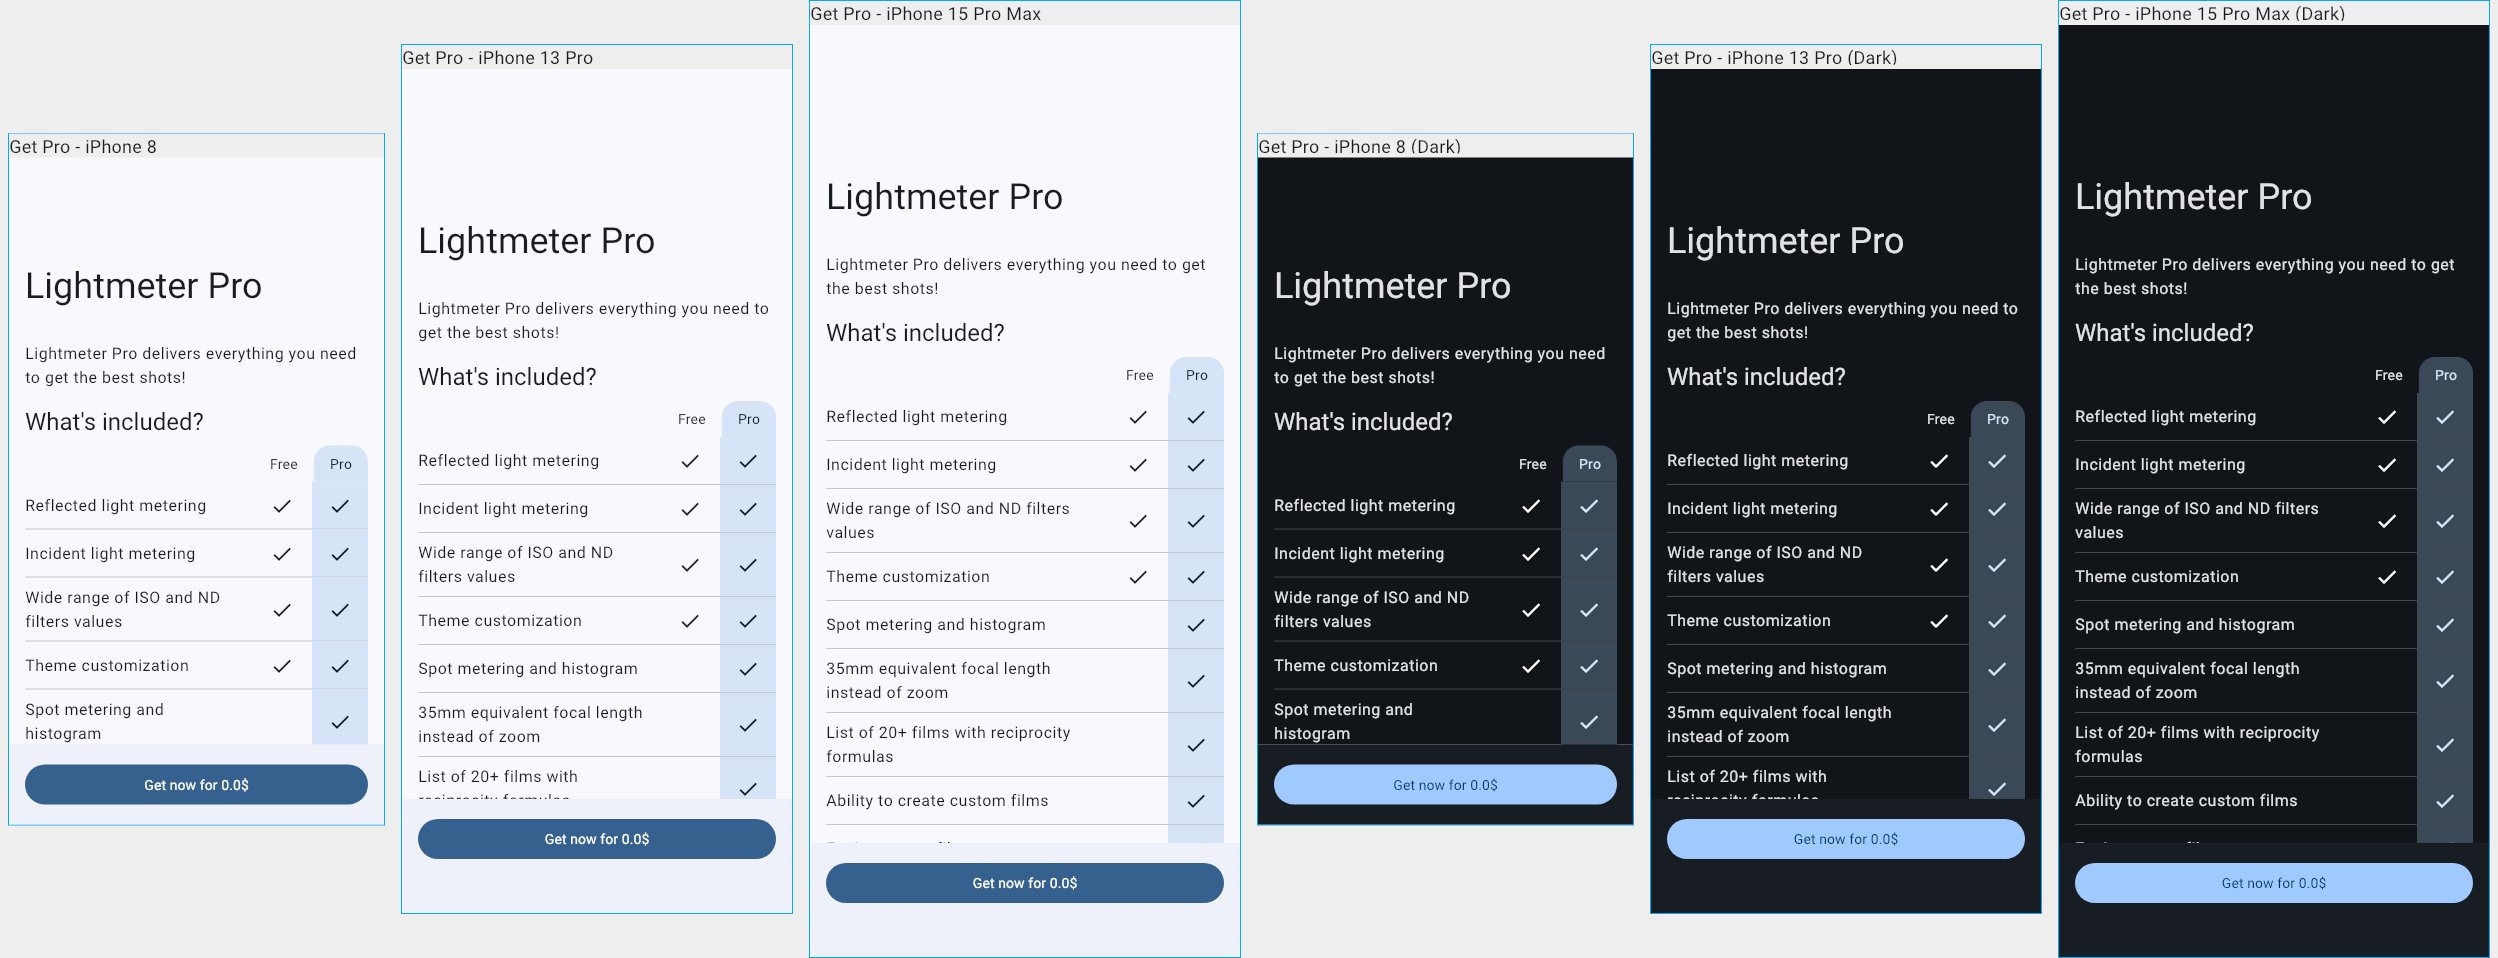 Get Pro - iPhone 8
Lightmeter Pro
Lightmeter Pro delivers everything you need
to get the best shots!
What's included?
Free Pro
Reflected light metering
Incident light metering
Wide range of ISO and ND
filters values
Theme customization
Spot metering and
histogram
Get now for 0.0$
Get Pro - iPhone 13 Pro
Lightmeter Pro
Lightmeter Pro delivers everything you need to
get the best shots!
What's included?
Free Pro
Reflected light metering
Incident light metering
Wide range of ISO and ND
filters values
Theme customization
Spot metering and histogram
35mm equivalent focal length
instead of zoom
List of 20+ films with
reciprocity formulas
Get now for 0.0$
Get Pro - iPhone 15 Pro Max
Lightmeter Pro
Lightmeter Pro delivers everything you need to get
the best shots!
What's included?
Free Pro
Reflected light metering
Incident light metering
Wide range of ISO and ND filters
values
Theme customization
Spot metering and histogram
35mm equivalent focal length
instead of zoom
List of 20+ films with reciprocity
formulas
Ability to create custom films
Get now for 0.0$
Get Pro - iPhone 8 (Dark)
Lightmeter Pro
Lightmeter Pro delivers everything you need
to get the best shots!
What's included?
Free Pro
Reflected light metering
Incident light metering
Wide range of ISO and ND
filters values
Theme customization
Spot metering and
histogram
Get now for 0.0$
Get Pro - iPhone 13 Pro (Dark)
Lightmeter Pro
Lightmeter Pro delivers everything you need to
get the best shots!
What's included?
Free Pro
Reflected light metering
Incident light metering
Wide range of ISO and ND
filters values
Theme customization
Spot metering and histogram
35mm equivalent focal length
instead of zoom
List of 20+ films with
reciprocity formulas
Get now for 0.0$
Get Pro - iPhone 15 Pro Max (Dark)
Lightmeter Pro
Lightmeter Pro delivers everything you need to get
the best shots!
What's included?
Free Pro
Reflected light metering
Incident light metering
Wide range of ISO and ND filters
values
Theme customization
Spot metering and histogram
35mm equivalent focal length
instead of zoom
List of 20+ films with reciprocity
formulas
Ability to create custom films
Get now for 0.0$